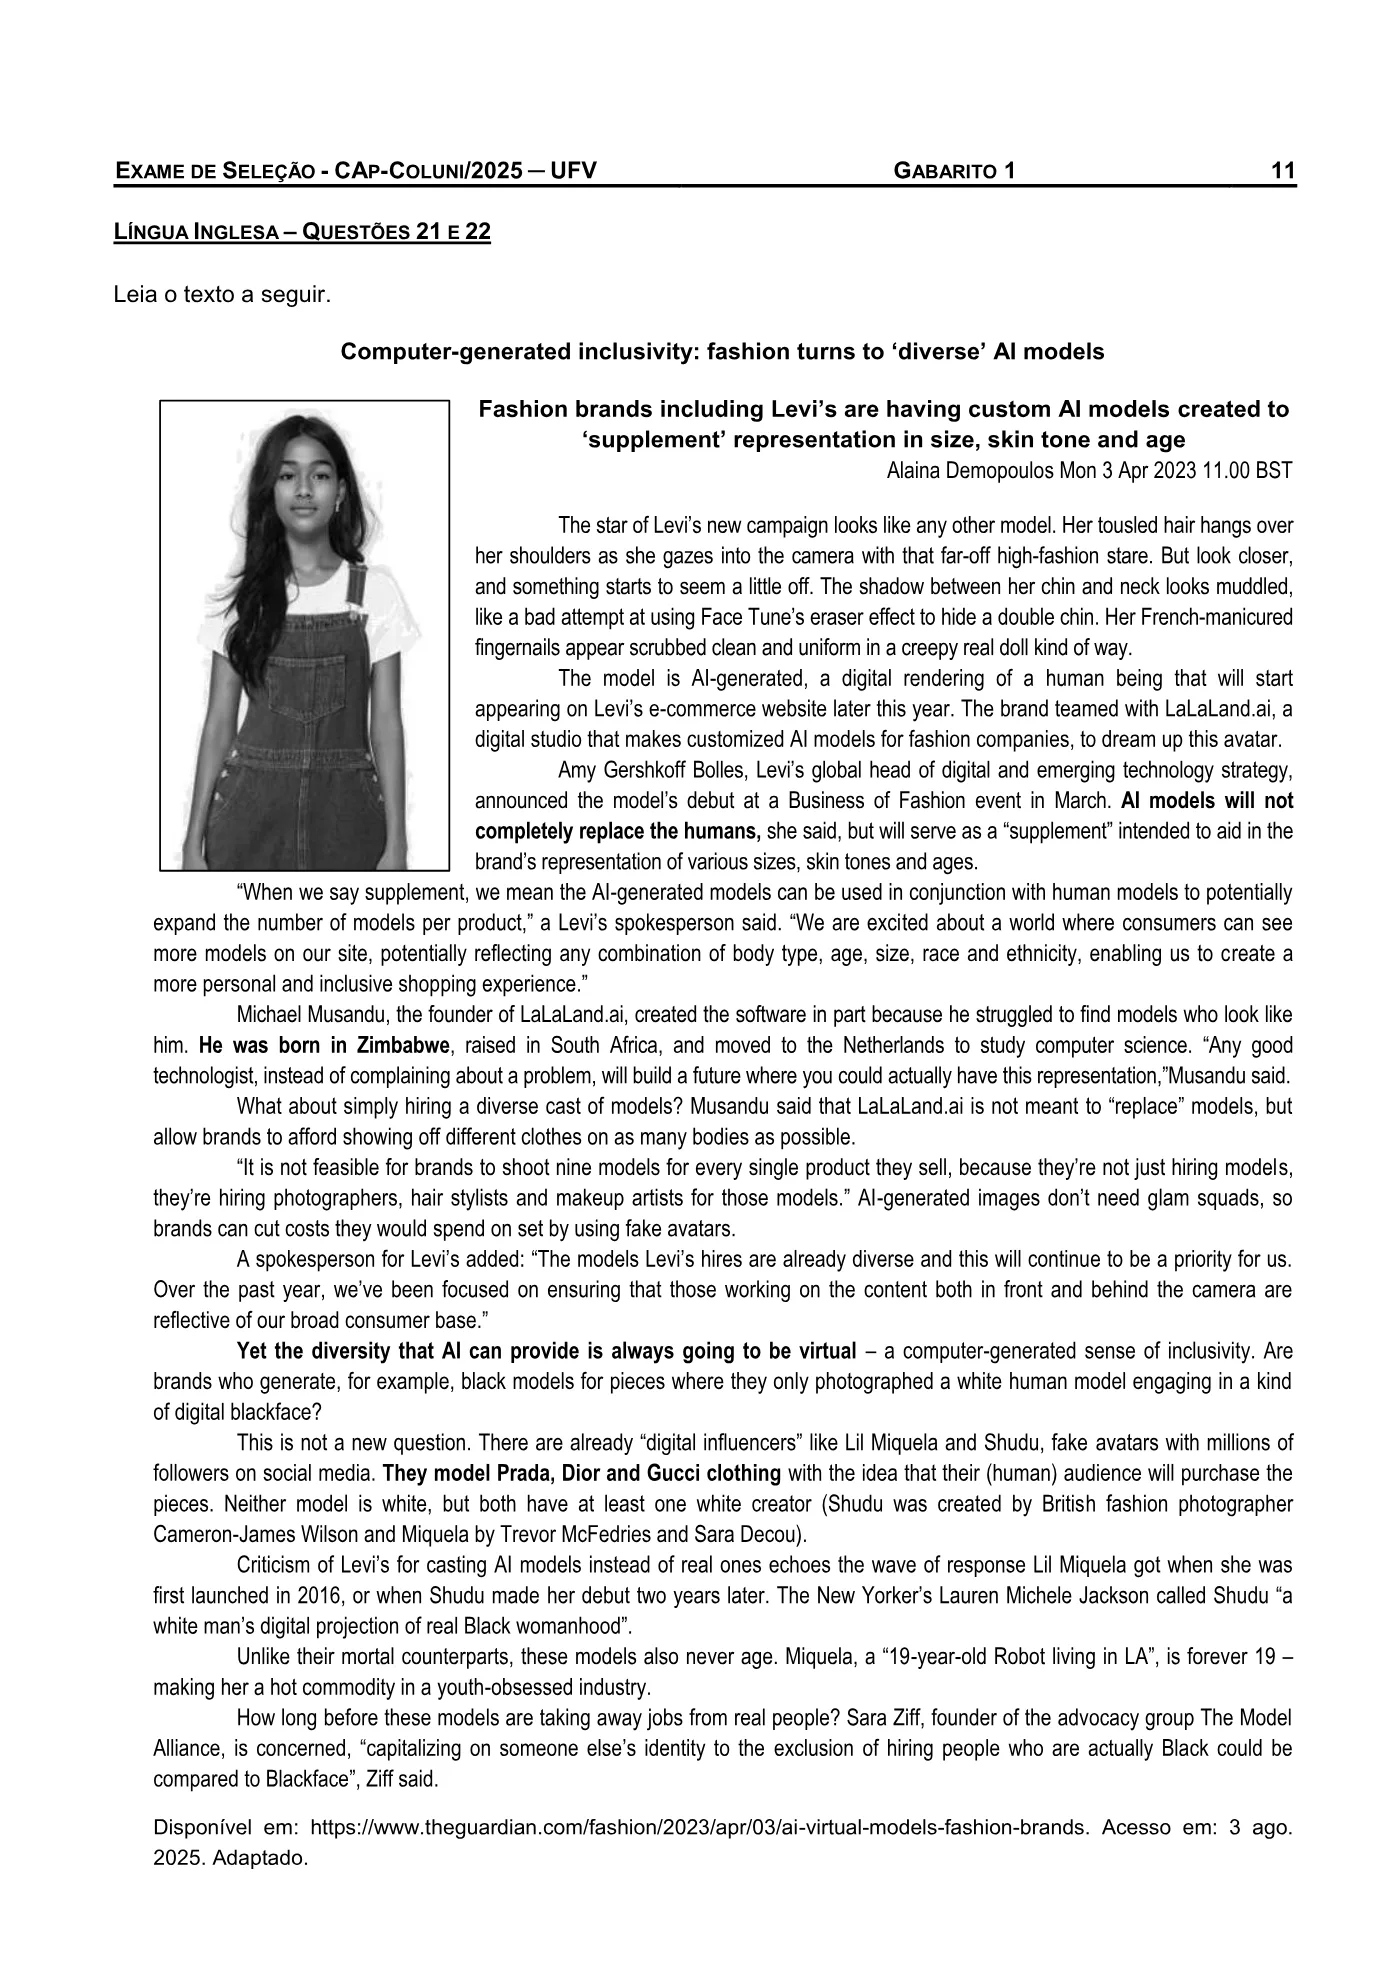 EXAME DE SELEÇÃO - CAP-COLUNI/2025 — UFV GABARITO 1 11
LÍNGUA INGLESA – QUESTÕES 21 E 22
Leia o texto a seguir.
Computer-generated inclusivity: fashion turns to ‘diverse’ AI models
Fashion brands including Levi’s are having custom AI models created to
‘supplement’ representation in size, skin tone and age
Alaina Demopoulos Mon 3 Apr 2023 11.00 BST
The star of Levi’s new campaign looks like any other model. Her tousled hair hangs over
her shoulders as she gazes into the camera with that far-off high-fashion stare. But look closer,
and something starts to seem a little off. The shadow between her chin and neck looks muddled,
like a bad attempt at using Face Tune’s eraser effect to hide a double chin. Her French-manicured
fingernails appear scrubbed clean and uniform in a creepy real doll kind of way.
The model is AI-generated, a digital rendering of a human being that will start
appearing on Levi’s e-commerce website later this year. The brand teamed with LaLaLand.ai, a
digital studio that makes customized AI models for fashion companies, to dream up this avatar.
Amy Gershkoff Bolles, Levi’s global head of digital and emerging technology strategy,
announced the model’s debut at a Business of Fashion event in March. AI models will not
completely replace the humans, she said, but will serve as a “supplement” intended to aid in the
brand’s representation of various sizes, skin tones and ages.
“When we say supplement, we mean the AI-generated models can be used in conjunction with human models to potentially
expand the number of models per product,” a Levi’s spokesperson said. “We are excited about a world where consumers can see
more models on our site, potentially reflecting any combination of body type, age, size, race and ethnicity, enabling us to create a
more personal and inclusive shopping experience.”
Michael Musandu, the founder of LaLaLand.ai, created the software in part because he struggled to find models who look like
him. He was born in Zimbabwe, raised in South Africa, and moved to the Netherlands to study computer science. “Any good
technologist, instead of complaining about a problem, will build a future where you could actually have this representation,”Musandu said.
What about simply hiring a diverse cast of models? Musandu said that LaLaLand.ai is not meant to “replace” models, but
allow brands to afford showing off different clothes on as many bodies as possible.
“It is not feasible for brands to shoot nine models for every single product they sell, because they’re not just hiring models,
they’re hiring photographers, hair stylists and makeup artists for those models.” AI-generated images don’t need glam squads, so
brands can cut costs they would spend on set by using fake avatars.
A spokesperson for Levi’s added: “The models Levi’s hires are already diverse and this will continue to be a priority for us.
Over the past year, we’ve been focused on ensuring that those working on the content both in front and behind the camera are
reflective of our broad consumer base.”
Yet the diversity that AI can provide is always going to be virtual – a computer-generated sense of inclusivity. Are
brands who generate, for example, black models for pieces where they only photographed a white human model engaging in a kind
of digital blackface?
This is not a new question. There are already “digital influencers” like Lil Miquela and Shudu, fake avatars with millions of
followers on social media. They model Prada, Dior and Gucci clothing with the idea that their (human) audience will purchase the
pieces. Neither model is white, but both have at least one white creator (Shudu was created by British fashion photographer
Cameron-James Wilson and Miquela by Trevor McFedries and Sara Decou).
Criticism of Levi’s for casting AI models instead of real ones echoes the wave of response Lil Miquela got when she was
first launched in 2016, or when Shudu made her debut two years later. The New Yorker’s Lauren Michele Jackson called Shudu “a
white man’s digital projection of real Black womanhood”.
Unlike their mortal counterparts, these models also never age. Miquela, a “19-year-old Robot living in LA”, is forever 19 –
making her a hot commodity in a youth-obsessed industry.
How long before these models are taking away jobs from real people? Sara Ziff, founder of the advocacy group The Model
Alliance, is concerned, “capitalizing on someone else’s identity to the exclusion of hiring people who are actually Black could be
compared to Blackface”, Ziff said.
Disponível em: https://www.theguardian.com/fashion/2023/apr/03/ai-virtual-models-fashion-brands. Acesso em: 3 ago.
2025. Adaptado.